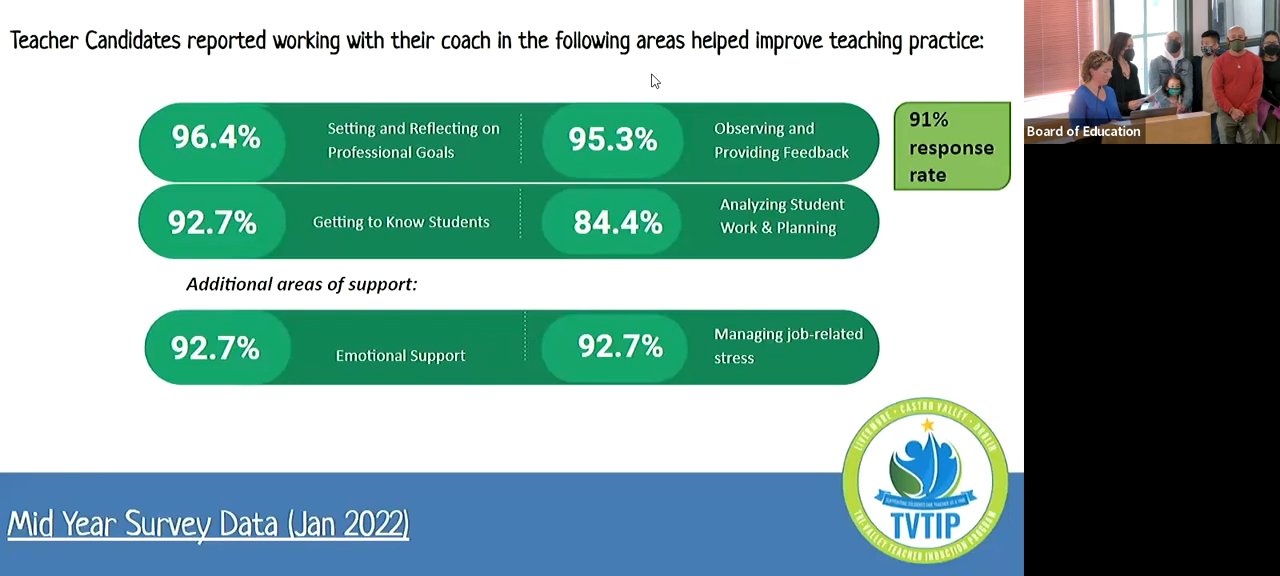 Teacher Candidates reported working with their coach in the following areas helped improve teaching practice:
96.4%
Setting and Reflecting on
Professional Goals
95.3%
Observing and
Providing Feedback
91%
response
rate
92.7%
Getting to Know Students
84.4%
Analyzing Student
Work & Planning
Additional areas of support:
92.7%
Emotional Support
92.7%
Managing job-related
stress
Mid Year Survey Data (Jan 2022)
LIVERMORE • CASTRO VALLEY • DUBLIN
TVTIP
TRI-VALLEY TEACHER INDUCTION PROGRAM
Board of Education